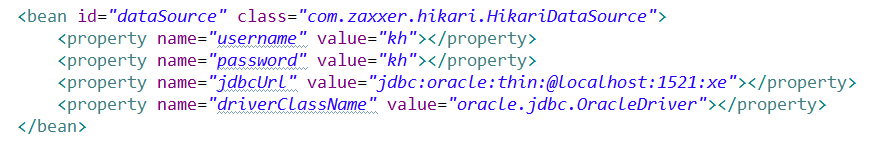 <bean id="dataSource" class="com.zaxxer.hikari.HikariDataSource">
<property name="username" value="kh"></property>
<property name="password" value="kh"></property>
<property name="jdbcUrl" value="jdbc:oracle:thin:@localhost:1521:xe"></property>
<property name="driverClassName" value="oracle.jdbc.OracleDriver"></property>
</bean>